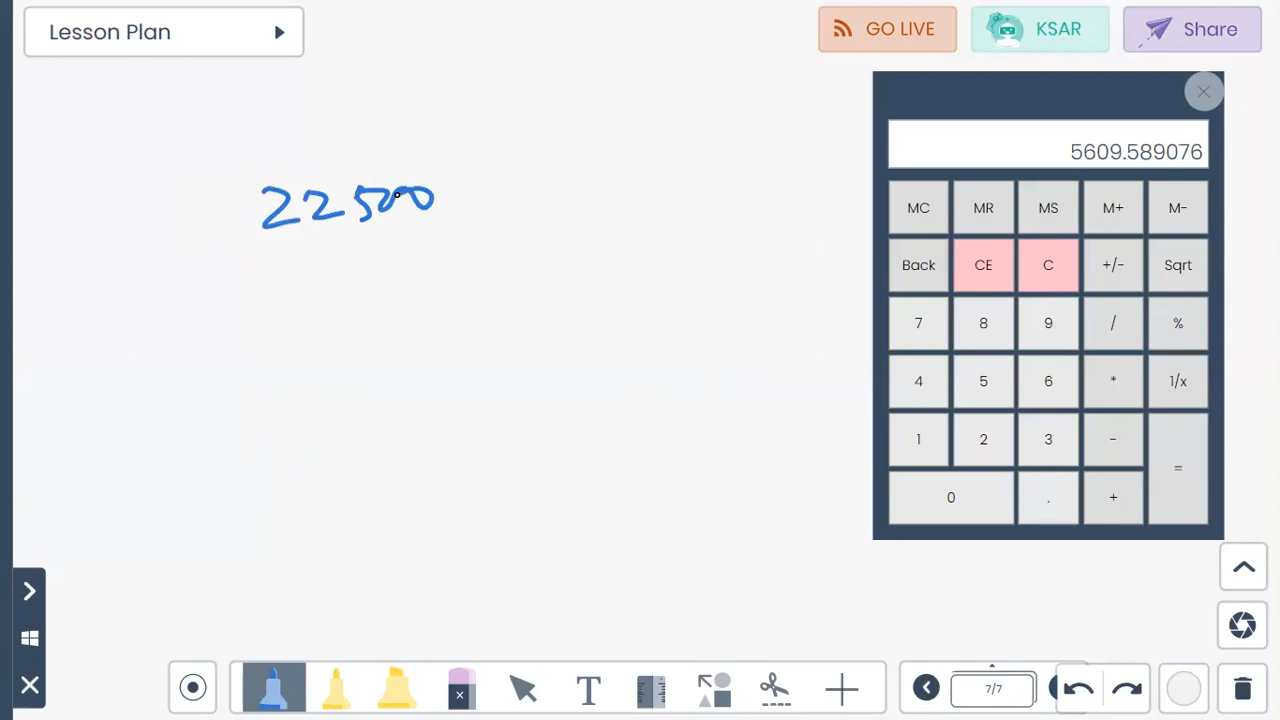 Lesson Plan
GO LIVE
KSAR
Share
5609.589076
22500
MC MR MS M+ M-
Back CE C +/- Sqrt
7 8 9 / %
4 5 6 * 1/x
1 2 3 - =
0 . +
T
7/7